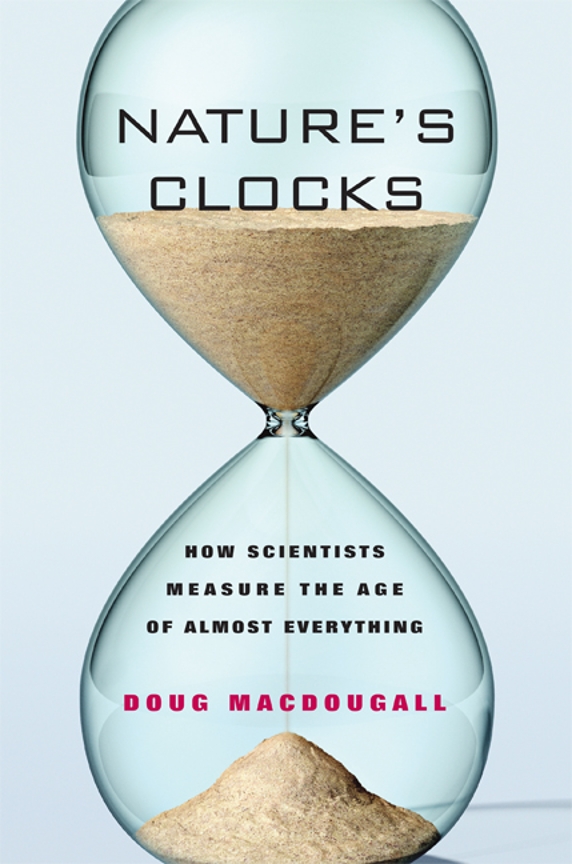 NATURE'S
CLOCKS
HOW SCIENTISTS
MEASURE THE AGE
OF ALMOST EVERYTHING
DOUG MACDOUGALL